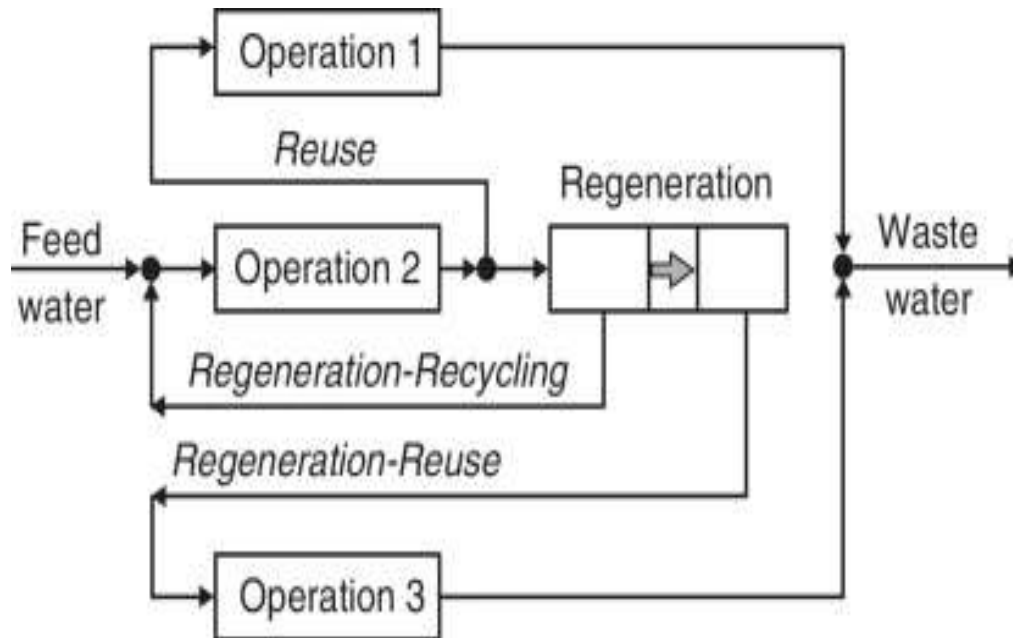 Operation 1
Reuse
Regeneration
Feed
water
Operation 2
Waste
water
Regeneration-Recycling
Regeneration-Reuse
Operation 3